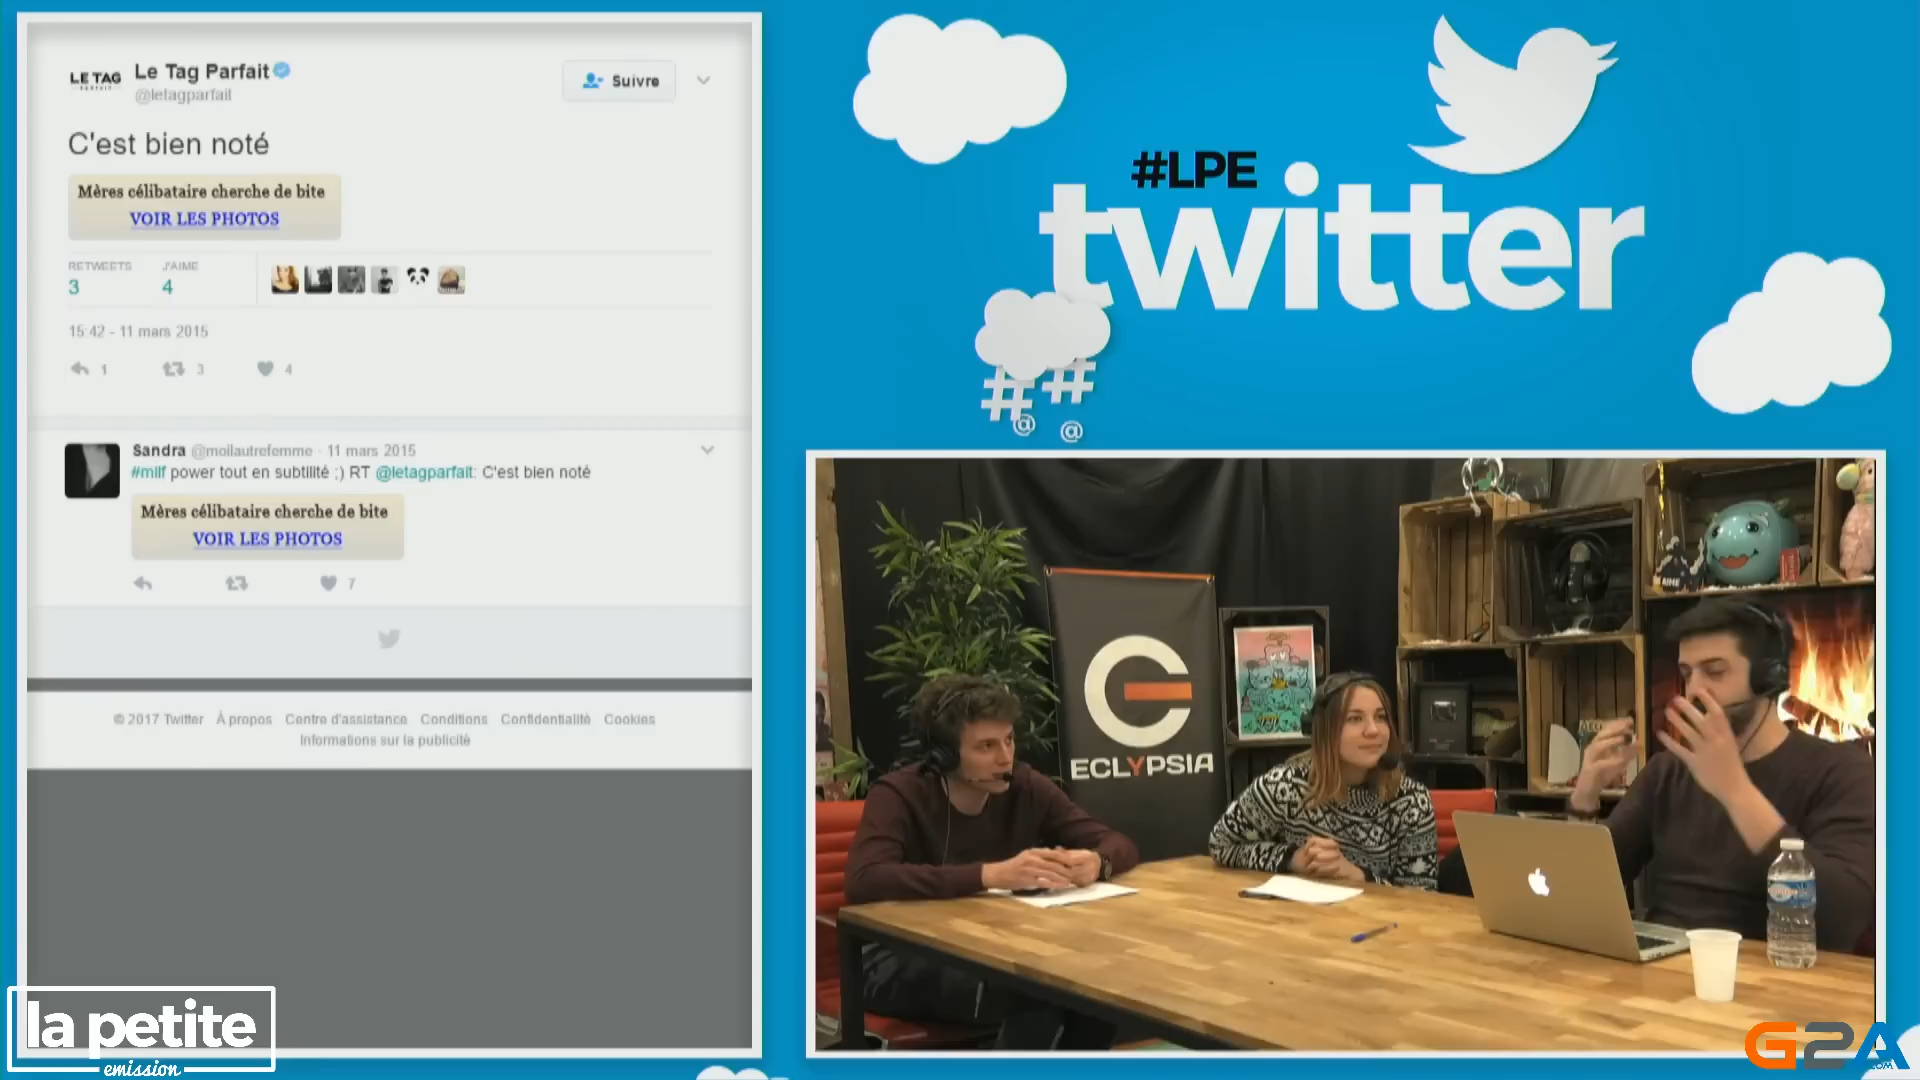 LE TAG
PARFAIT
Le Tag Parfait
@letagparfait
Suivre
C'est bien noté
Mères célibataire cherche de bite
VOIR LES PHOTOS
RETWEETS
J'AIME
3
4
15:42 - 11 mars 2015
1
3
4
Sandra @moilautrefemme · 11 mars 2015
#milf power tout en subtilité ;) RT @letagparfait: C'est bien noté
Mères célibataire cherche de bite
VOIR LES PHOTOS
7
© 2017 Twitter À propos Centre d'assistance Conditions Confidentialité Cookies
Informations sur la publicité
la petite
emission
#LPE
twitter
# #
@ @
ECLYPSIA
G2A
.COM